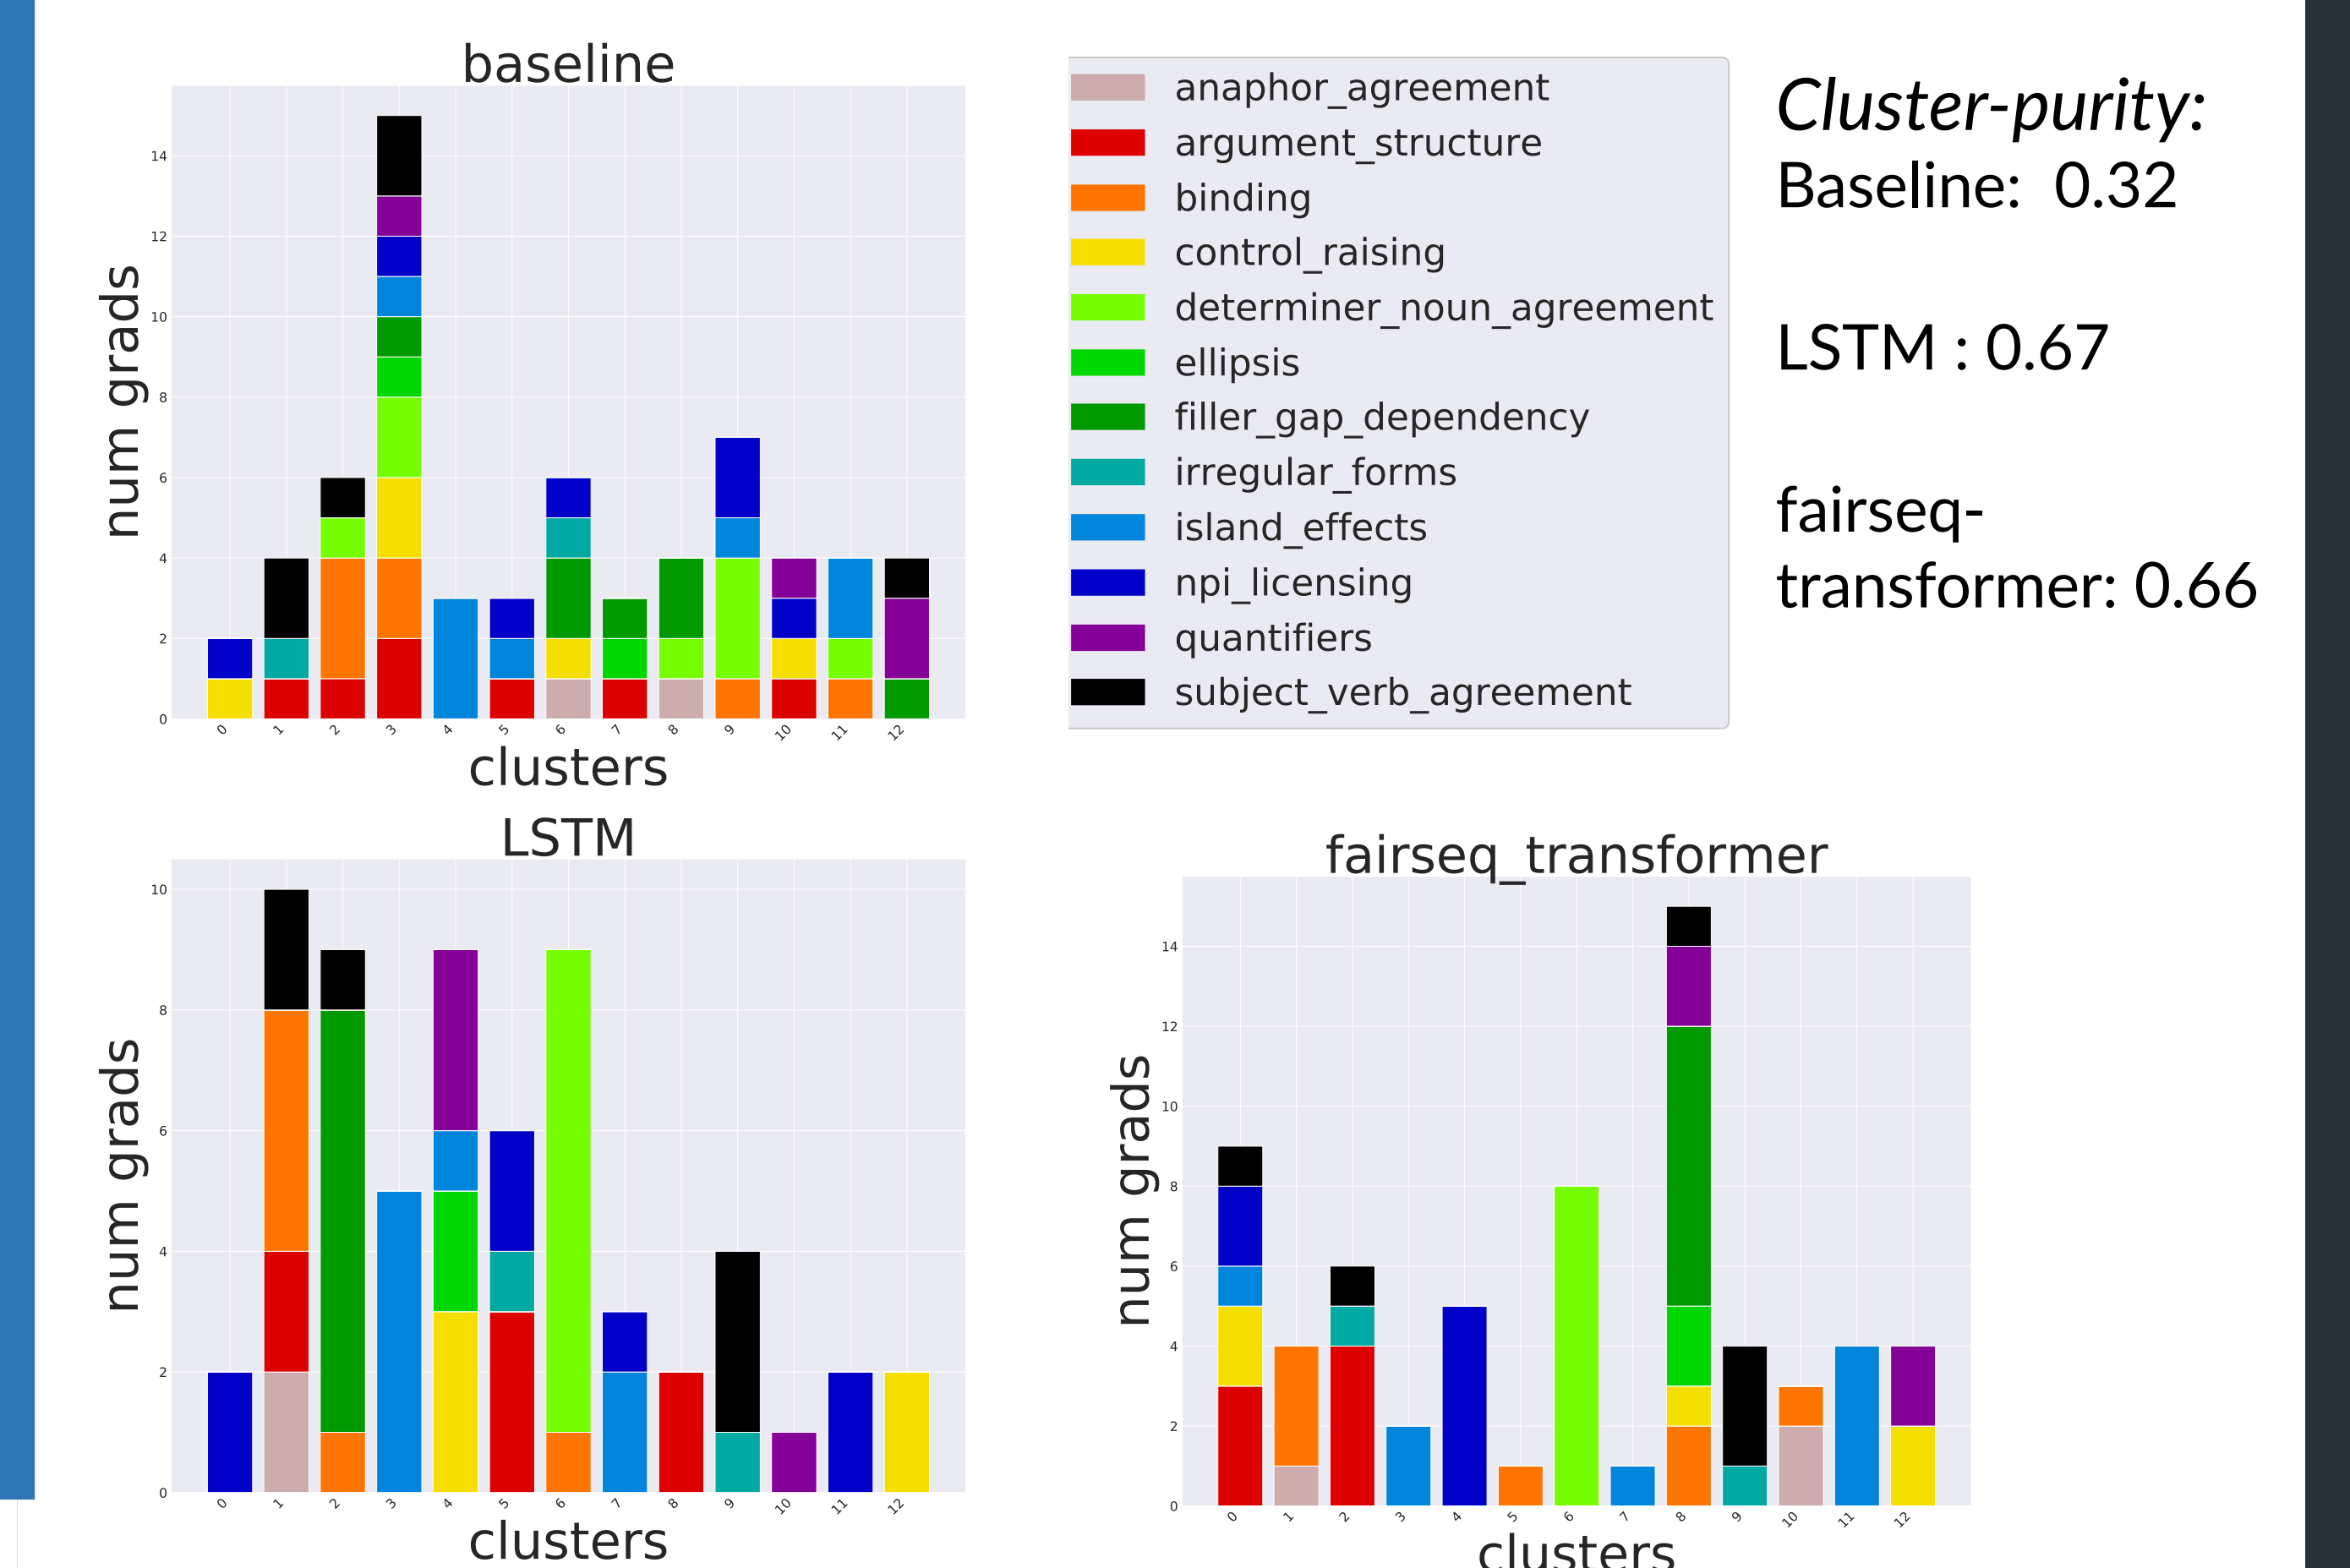 baseline
num grads
14
12
10
8
6
4
2
0
0 1 2 3 4 5 6 7 8 9 10 11 12
clusters
anaphor_agreement
argument_structure
binding
control_raising
determiner_noun_agreement
ellipsis
filler_gap_dependency
irregular_forms
island_effects
npi_licensing
quantifiers
subject_verb_agreement
Cluster-purity:
Baseline: 0.32
LSTM : 0.67
fairseq-
transformer: 0.66
LSTM
num grads
10
8
6
4
2
0
0 1 2 3 4 5 6 7 8 9 10 11 12
clusters
fairseq_transformer
num grads
14
12
10
8
6
4
2
0
0 1 2 3 4 5 6 7 8 9 10 11 12
clusters